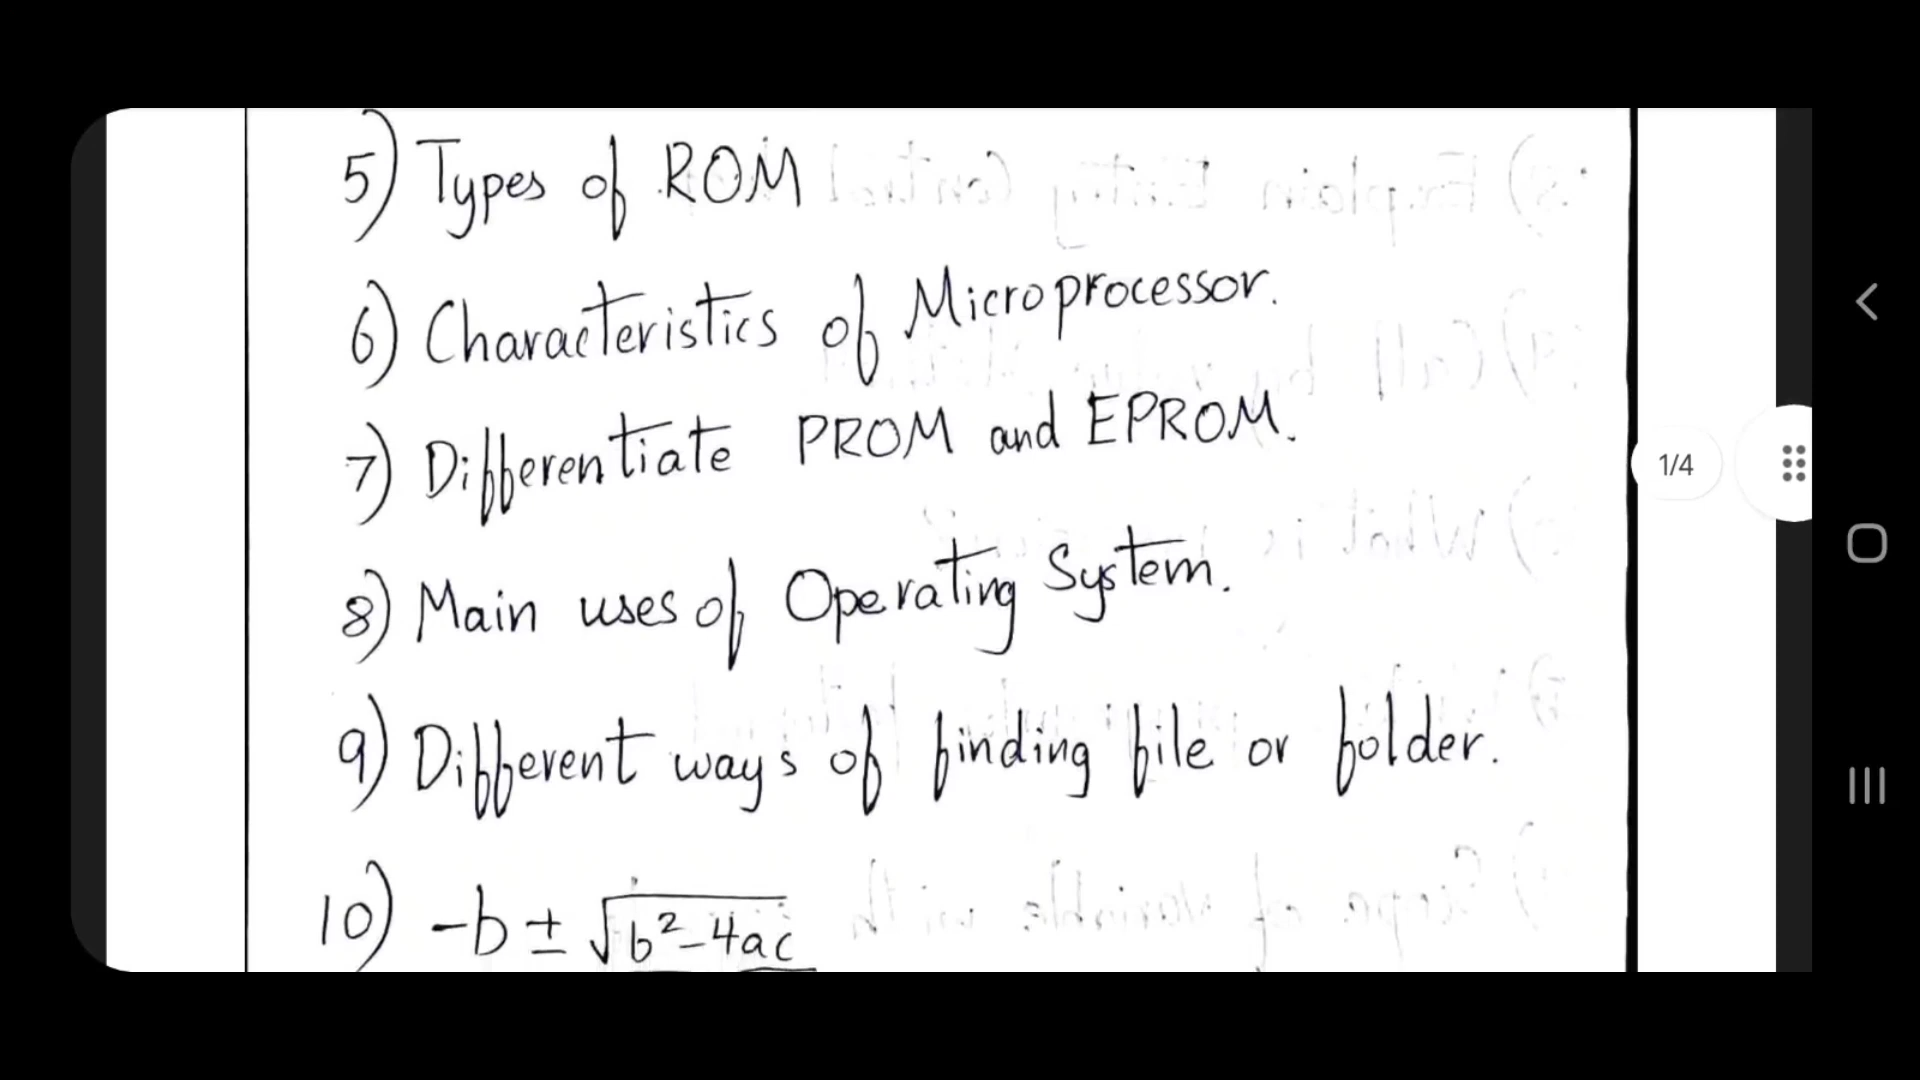 5) Types of ROM
6) Characteristics of Microprocessor.
7) Differentiate PROM and EPROM.
8) Main uses of Operating System.
9) Different ways of finding file or folder.
10) -b ± √b²-4ac
1/4